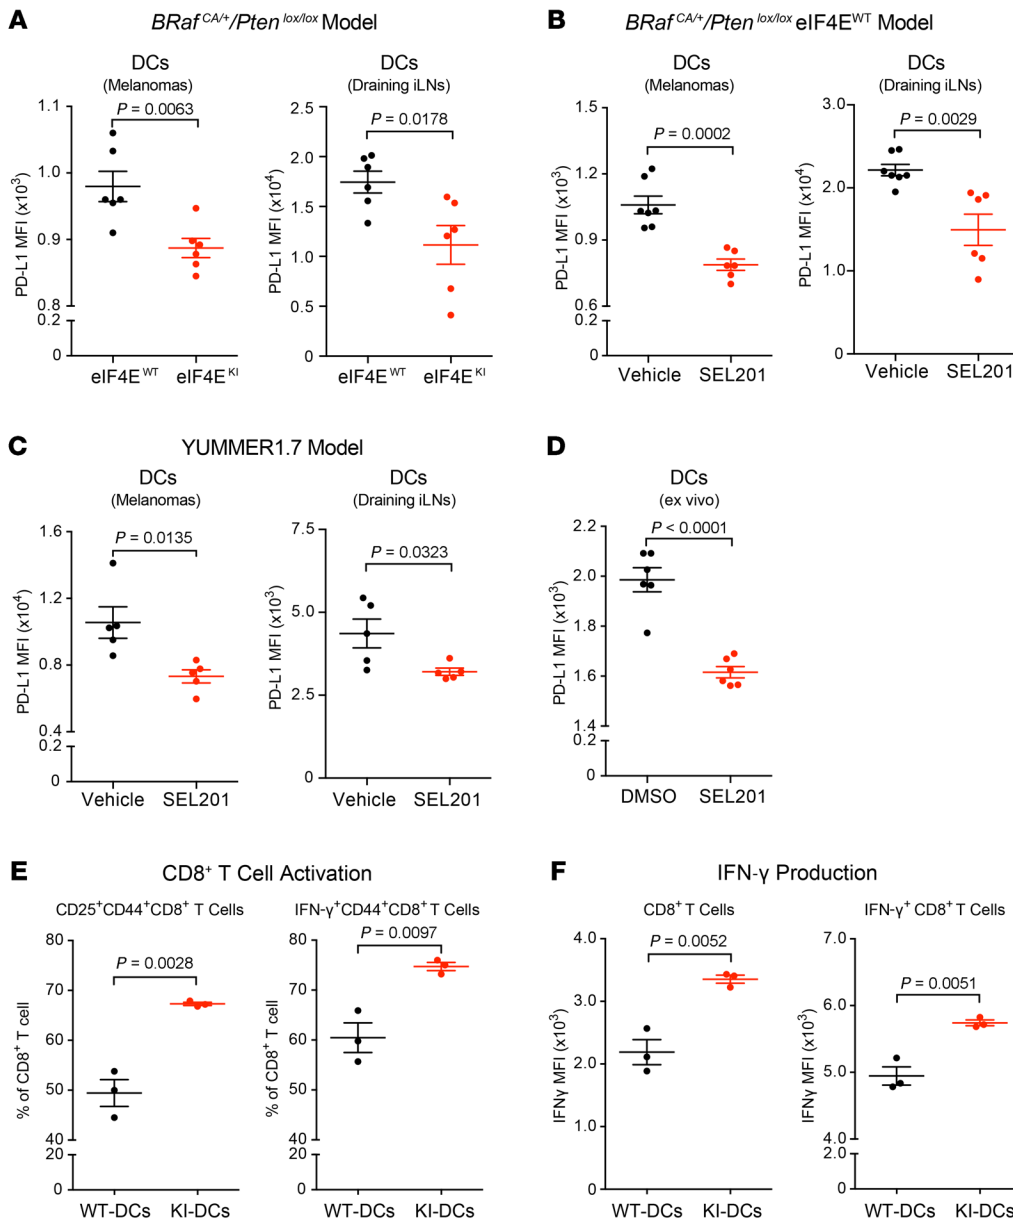 A
BRaf CA/+/Pten lox/lox Model
DCs
(Melanomas)
P = 0.0063
PD-L1 MFI (x10³)
1.1
1.0
0.9
0.8
0.2
0
eIF4E WT
eIF4E KI
DCs
(Draining iLNs)
P = 0.0178
PD-L1 MFI (x10⁴)
2.5
2.0
1.5
1.0
0.5
0
eIF4E WT
eIF4E KI
B
BRaf CA/+/Pten lox/lox eIF4E WT Model
DCs
(Melanomas)
P = 0.0002
PD-L1 MFI (x10³)
1.5
1.2
0.9
0.6
0.2
0
Vehicle
SEL201
DCs
(Draining iLNs)
P = 0.0029
PD-L1 MFI (x10⁴)
3.0
2.0
1.0
0
Vehicle
SEL201
C
YUMMER1.7 Model
DCs
(Melanomas)
P = 0.0135
PD-L1 MFI (x10⁴)
1.6
1.2
0.8
0.4
0.2
0
Vehicle
SEL201
DCs
(Draining iLNs)
P = 0.0323
PD-L1 MFI (x10³)
7.5
5.0
2.5
0
Vehicle
SEL201
D
DCs
(ex vivo)
P < 0.0001
PD-L1 MFI (x10³)
2.2
2.0
1.8
1.6
1.4
0.2
0
DMSO
SEL201
E
CD8⁺ T Cell Activation
CD25⁺CD44⁺CD8⁺ T Cells
P = 0.0028
% of CD8⁺ T cell
80
70
60
50
40
20
0
WT-DCs
KI-DCs
IFN-γ⁺CD44⁺CD8⁺ T Cells
P = 0.0097
% of CD8⁺ T cell
80
70
60
50
40
20
0
WT-DCs
KI-DCs
F
IFN-γ Production
CD8⁺ T Cells
P = 0.0052
IFNγ MFI (x10³)
4.0
3.0
2.0
1.0
0
WT-DCs
KI-DCs
IFN-γ⁺ CD8⁺ T Cells
P = 0.0051
IFNγ MFI (x10³)
7.0
6.0
5.0
4.0
2.0
0
WT-DCs
KI-DCs